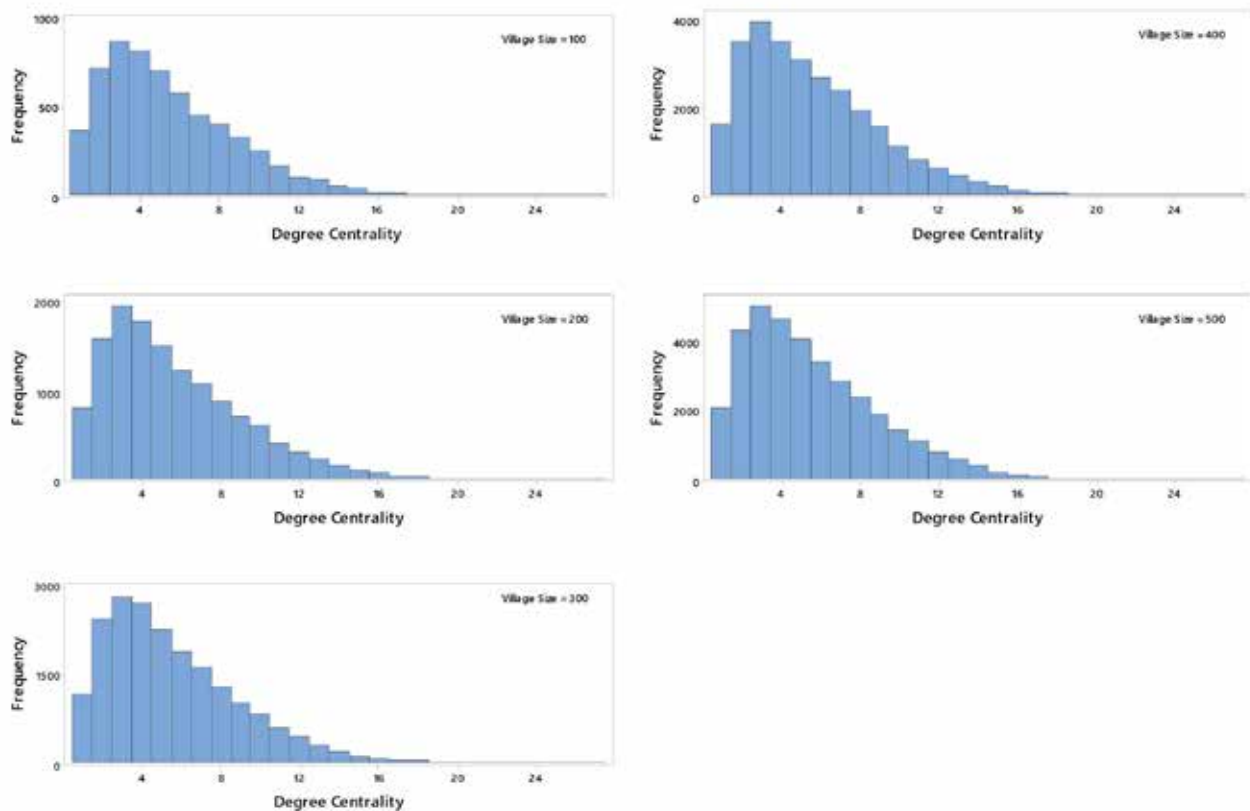 1000
Village Size = 100
Frequency
500
0
4 8 12 16 20 24
Degree Centrality
4000
Village Size = 400
Frequency
2000
0
4 8 12 16 20 24
Degree Centrality
2000
Village Size = 200
Frequency
1000
0
4 8 12 16 20 24
Degree Centrality
Village Size = 500
4000
Frequency
2000
0
4 8 12 16 20 24
Degree Centrality
3000
Village Size = 300
Frequency
1500
0
4 8 12 16 20 24
Degree Centrality